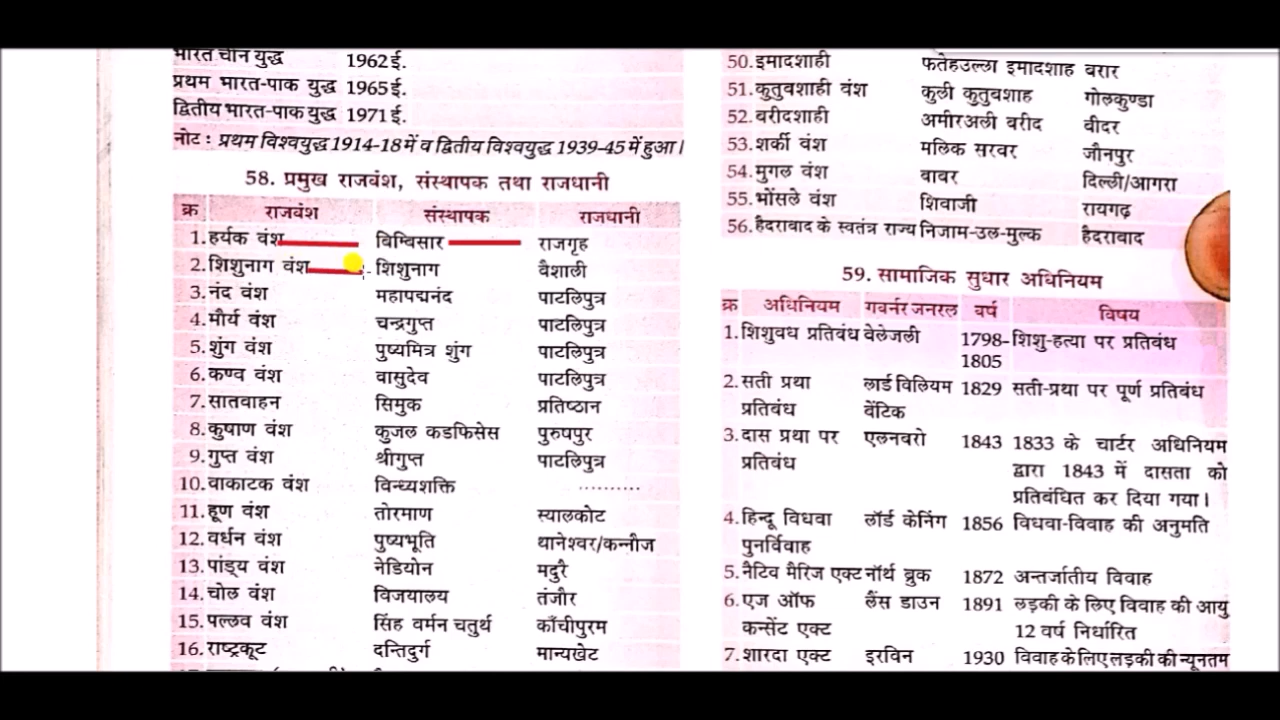 भारत चीन युद्ध 1962ई.
प्रथम भारत-पाक युद्ध 1965ई.
द्वितीय भारत-पाक युद्ध 1971ई.
नोट : प्रथम विश्वयुद्ध 1914-18 में व द्वितीय विश्वयुद्ध 1939-45 में हुआ।
58. प्रमुख राजवंश, संस्थापक तथा राजधानी
क्र राजवंश संस्थापक राजधानी
1. हर्यक वंश बिम्बिसार राजगृह
2. शिशुनाग वंश शिशुनाग वैशाली
3. नंद वंश महापद्मनंद पाटलिपुत्र
4. मौर्य वंश चन्द्रगुप्त पाटलिपुत्र
5. शुंग वंश पुष्यमित्र शुंग पाटलिपुत्र
6. कण्व वंश वासुदेव पाटलिपुत्र
7. सातवाहन सिमुक प्रतिष्ठान
8. कुषाण वंश कुजल कडफिसेस पुरुषपुर
9. गुप्त वंश श्रीगुप्त पाटलिपुत्र
10. वाकाटक वंश विन्ध्यशक्ति ..........
11. हूण वंश तोरमाण स्यालकोट
12. वर्धन वंश पुष्यभूति थानेश्वर/कन्नौज
13. पांड्य वंश नेडियोन मदुरै
14. चोल वंश विजयालय तंजौर
15. पल्लव वंश सिंह वर्मन चतुर्थ काँचीपुरम
16. राष्ट्रकूट दन्तिदुर्ग मान्यखेट
50. इमादशाही फतेहउल्ला इमादशाह बरार
51. कुतुबशाही वंश कुली कुतुबशाह गोलकुण्डा
52. बरीदशाही अमीरअली बरीद बीदर
53. शर्की वंश मलिक सरवर जौनपुर
54. मुगल वंश बाबर दिल्ली/आगरा
55. भोंसले वंश शिवाजी रायगढ़
56. हैदराबाद के स्वतंत्र राज्य निजाम-उल-मुल्क हैदराबाद
59. सामाजिक सुधार अधिनियम
क्र अधिनियम गवर्नर जनरल वर्ष विषय
1. शिशुवध प्रतिबंध वेलेजली 1798- शिशु-हत्या पर प्रतिबंध
1805
2. सती प्रथा लार्ड विलियम 1829 सती-प्रथा पर पूर्ण प्रतिबंध
प्रतिबंध वेंटिक
3. दास प्रथा पर एलनबरो 1843 1833 के चार्टर अधिनियम
प्रतिबंध द्वारा 1843 में दासता को
प्रतिबंधित कर दिया गया।
4. हिन्दू विधवा लॉर्ड केनिंग 1856 विधवा-विवाह की अनुमति
पुनर्विवाह
5. नैटिव मैरिज एक्ट नॉर्थ ब्रुक 1872 अन्तर्जातीय विवाह
6. एज ऑफ लैंस डाउन 1891 लड़की के लिए विवाह की आयु
कन्सेंट एक्ट 12 वर्ष निर्धारित
7. शारदा एक्ट इरविन 1930 विवाह के लिए लड़की की न्यूनतम